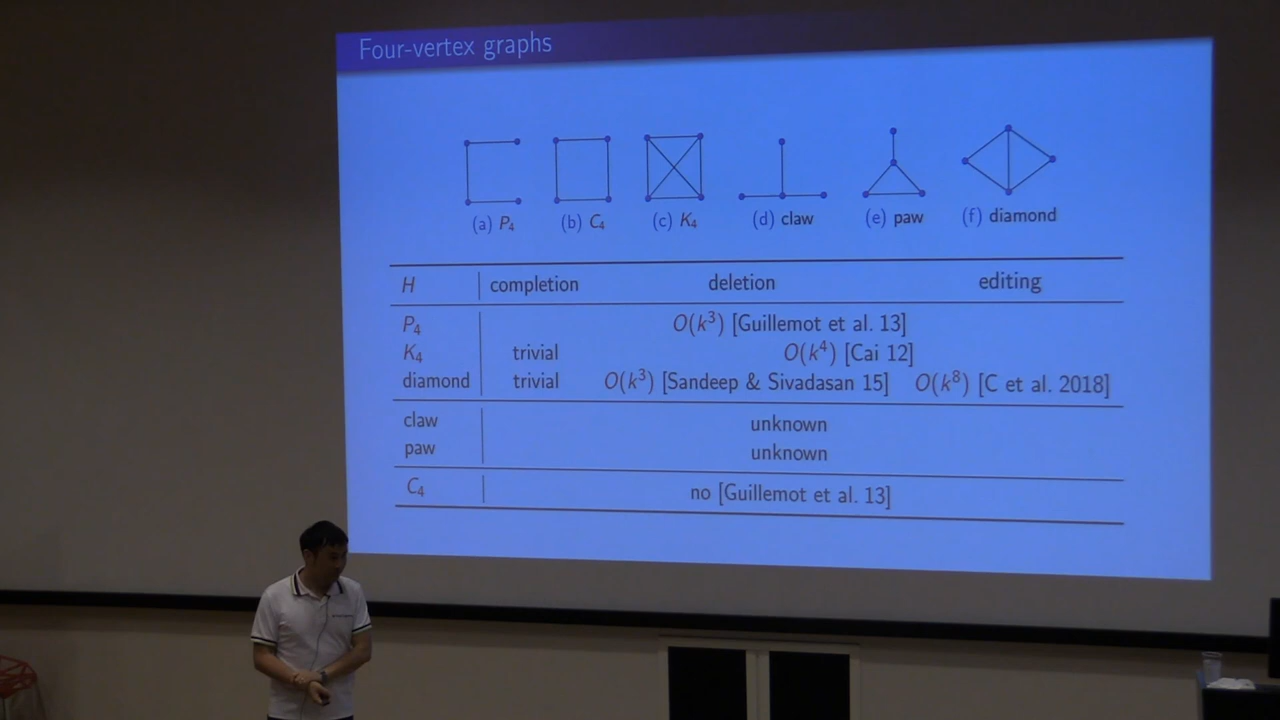 Four-vertex graphs
(a) P₄ (b) C₄ (c) K₄ (d) claw (e) paw (f) diamond
H completion deletion editing
P₄ O(k³) [Guillemot et al. 13]
K₄ trivial O(k⁴) [Cai 12]
diamond trivial O(k³) [Sandeep & Sivadasan 15] O(k⁸) [C et al. 2018]
claw unknown
paw unknown
C₄ no [Guillemot et al. 13]